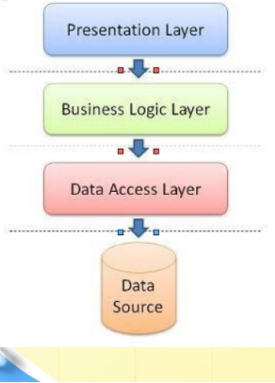 Presentation Layer
Business Logic Layer
Data Access Layer
Data
Source